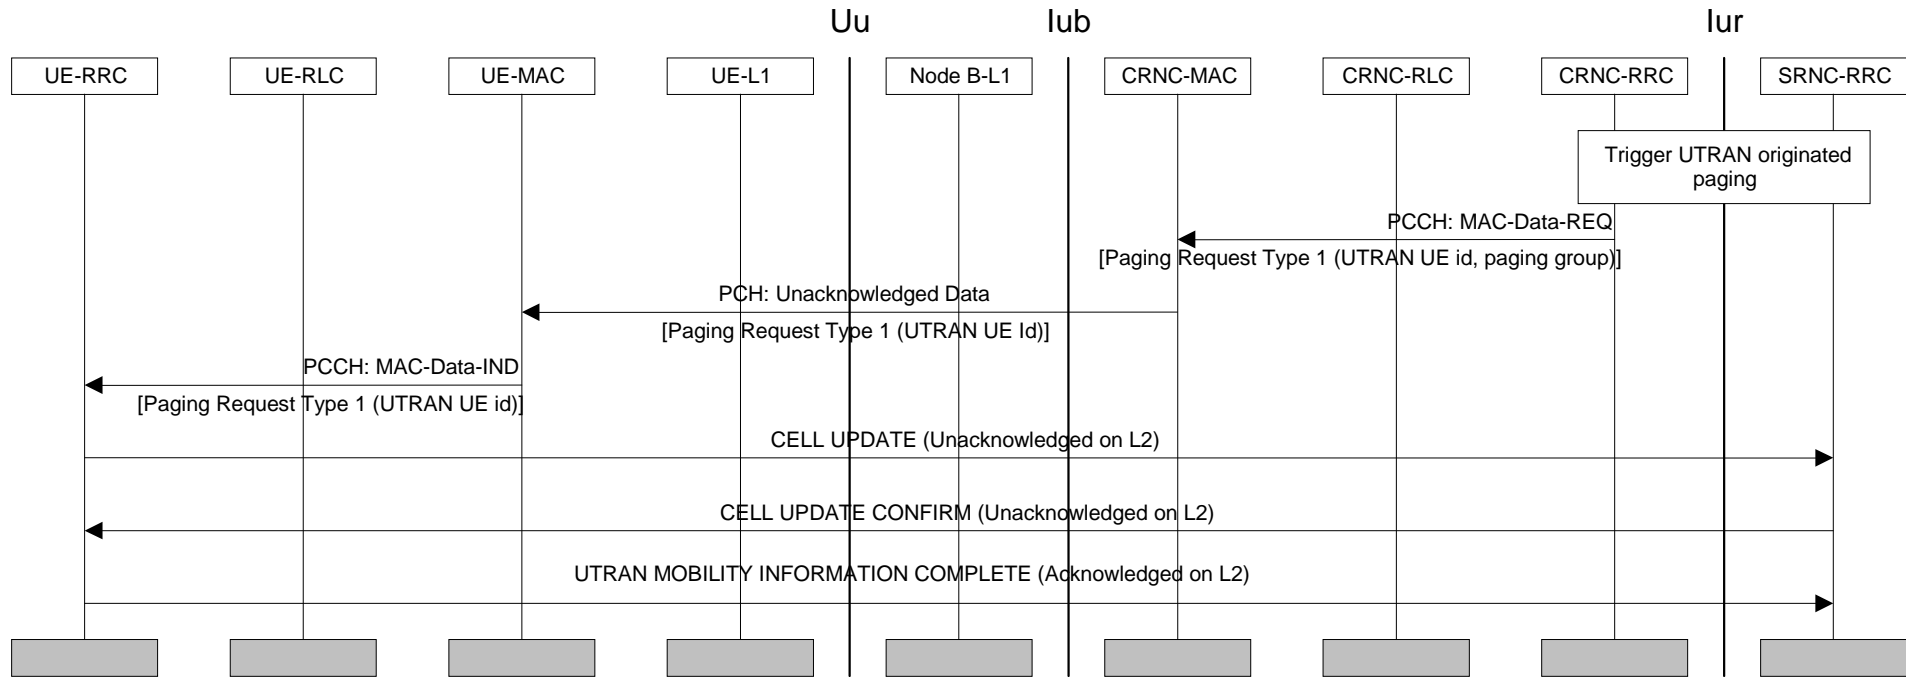 Uu Iub Iur
UE-RRC UE-RLC UE-MAC UE-L1 Node B-L1 CRNC-MAC CRNC-RLC CRNC-RRC SRNC-RRC
Trigger UTRAN originated
paging
PCCH: MAC-Data-REQ
[Paging Request Type 1 (UTRAN UE id, paging group)]
PCH: Unacknowledged Data
[Paging Request Type 1 (UTRAN UE Id)]
PCCH: MAC-Data-IND
[Paging Request Type 1 (UTRAN UE id)]
CELL UPDATE (Unacknowledged on L2)
CELL UPDATE CONFIRM (Unacknowledged on L2)
UTRAN MOBILITY INFORMATION COMPLETE (Acknowledged on L2)